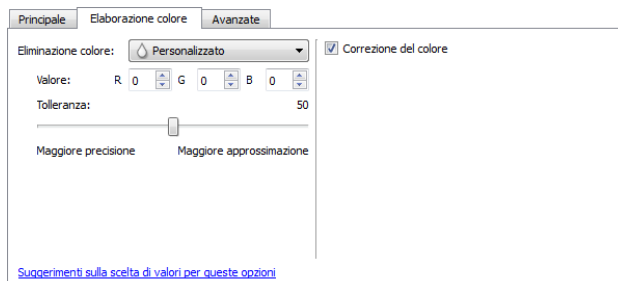 Principale Elaborazione colore Avanzate
Eliminazione colore: Personalizzato Correzione del colore
Valore: R 0 G 0 B 0
Tolleranza: 50
Maggiore precisione Maggiore approssimazione
Suggerimenti sulla scelta di valori per queste opzioni